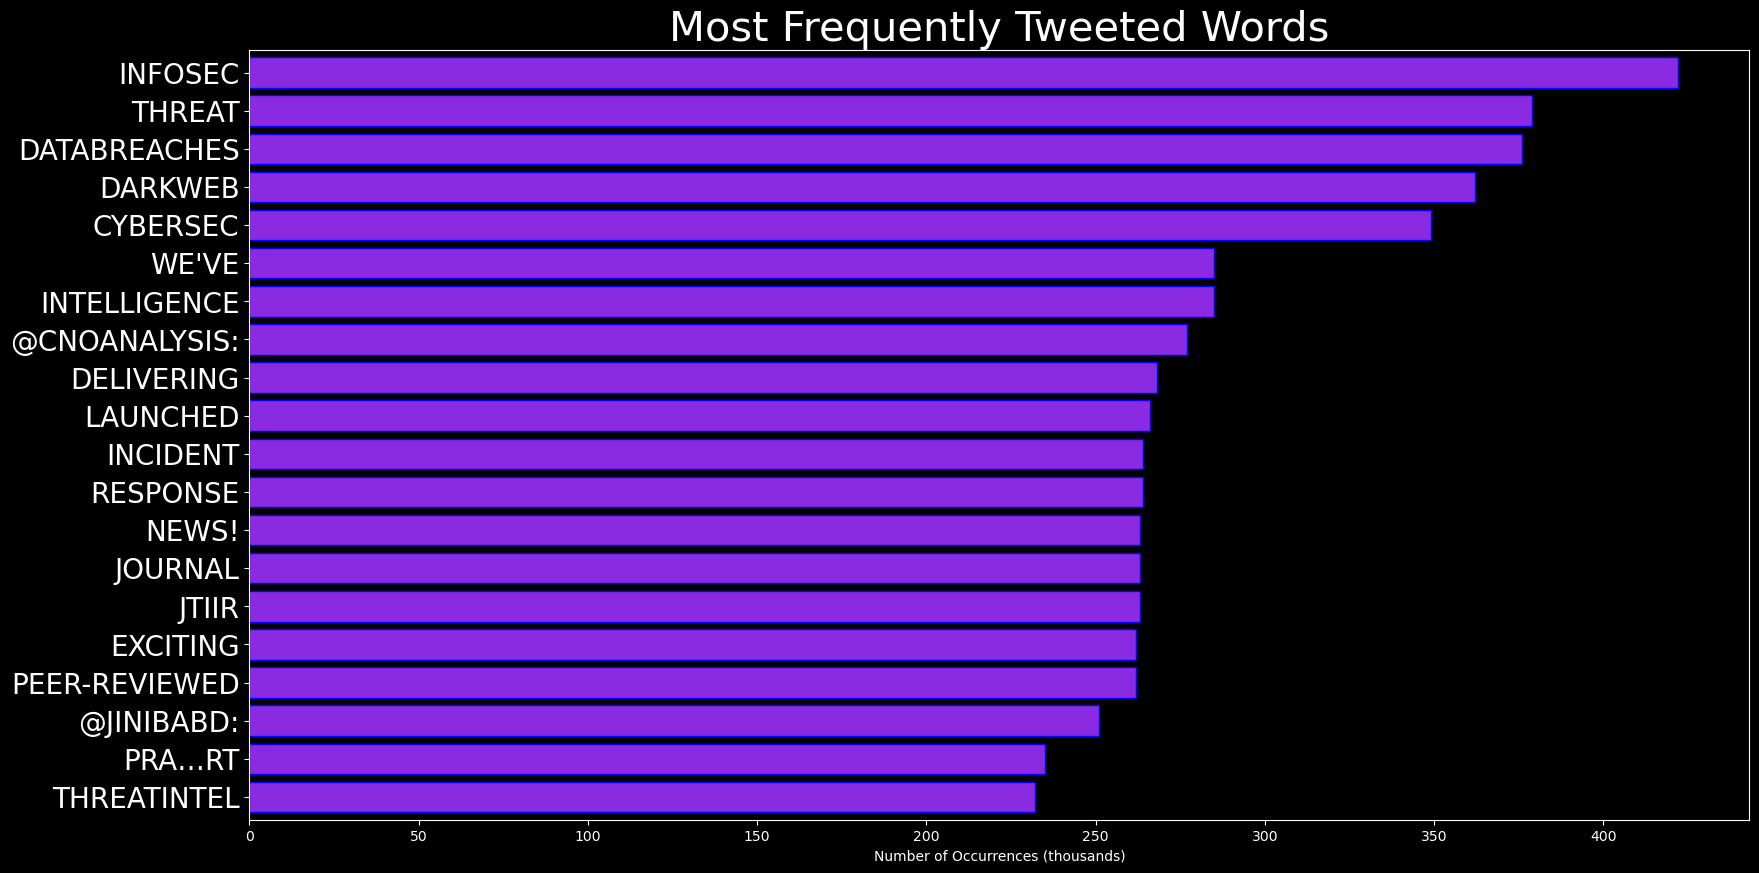 Most Frequently Tweeted Words
INFOSEC
THREAT
DATABREACHES
DARKWEB
CYBERSEC
WE'VE
INTELLIGENCE
@CNOANALYSIS:
DELIVERING
LAUNCHED
INCIDENT
RESPONSE
NEWS!
JOURNAL
JTIIR
EXCITING
PEER-REVIEWED
@JINIBABD:
PRA…RT
THREATINTEL
0 50 100 150 200 250 300 350 400
Number of Occurrences (thousands)